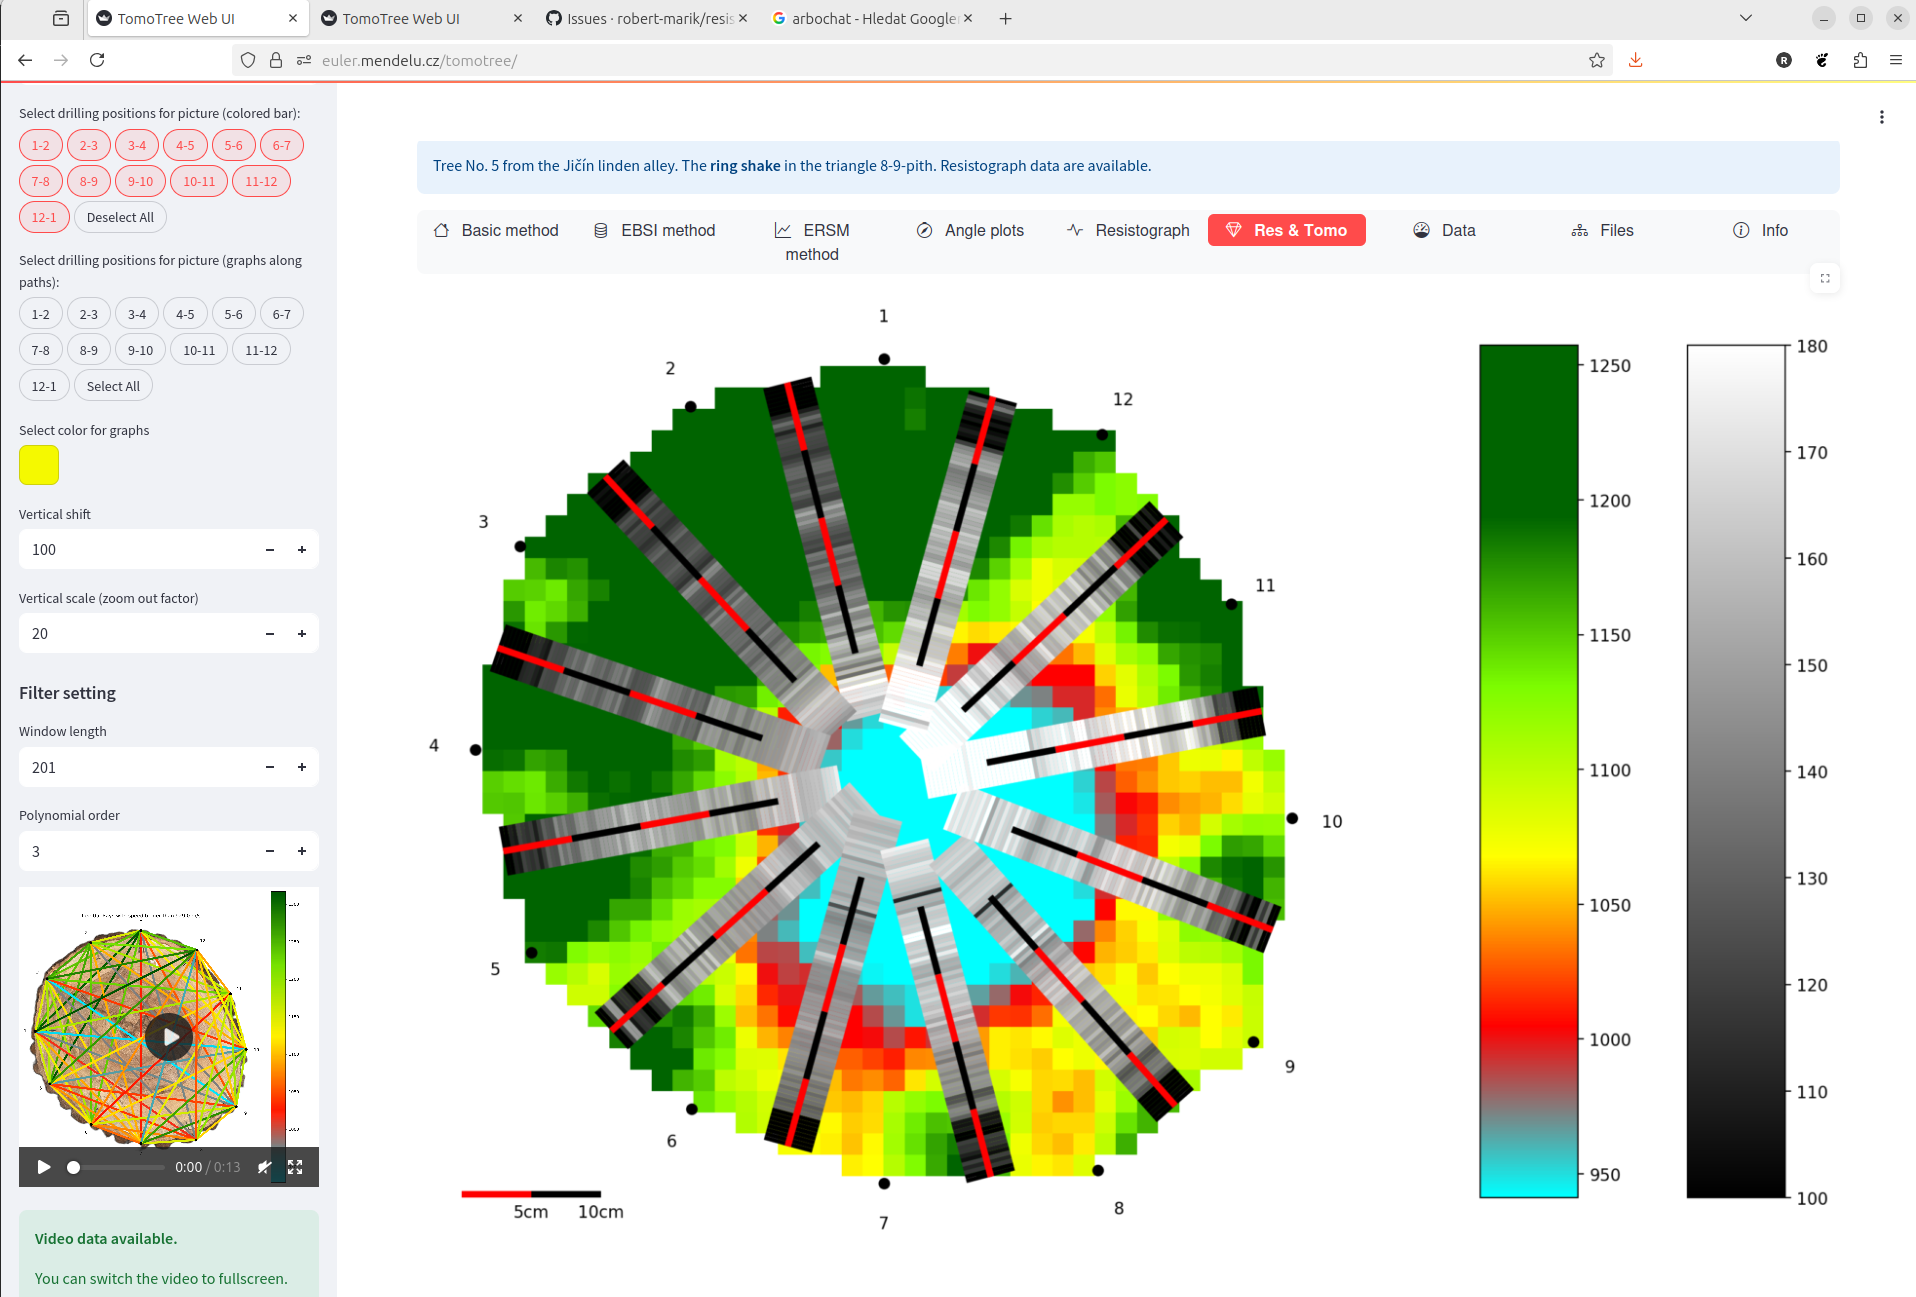 TomoTree Web UI
TomoTree Web UI
Issues · robert-marik/resis
arbochat - Hledat Google
euler.mendelu.cz/tomotree/
R
Select drilling positions for picture (colored bar):
1-2 2-3 3-4 4-5 5-6 6-7
7-8 8-9 9-10 10-11 11-12
12-1 Deselect All
Select drilling positions for picture (graphs along
paths):
1-2 2-3 3-4 4-5 5-6 6-7
7-8 8-9 9-10 10-11 11-12
12-1 Select All
Select color for graphs
Vertical shift
100
Vertical scale (zoom out factor)
20
Filter setting
Window length
201
Polynomial order
3
0:00 / 0:13
Video data available.
You can switch the video to fullscreen.
Tree No. 5 from the Jičín linden alley. The ring shake in the triangle 8-9-pith. Resistograph data are available.
Basic method
EBSI method
ERSM
method
Angle plots
Resistograph
Res & Tomo
Data
Files
Info
1
2
12
3
11
4
10
5
9
6
8
7
5cm 10cm
1250
1200
1150
1100
1050
1000
950
180
170
160
150
140
130
120
110
100